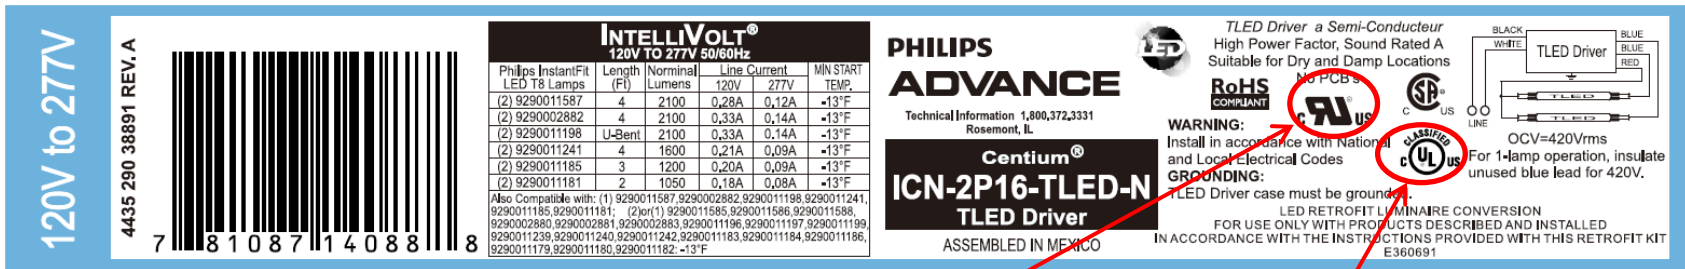 120V to 277V
4435 290 38891 REV. A
7 81087 14088 8
INTELLIVOLT®
120V TO 277V 50/60Hz
Philips InstantFit LED T8 Lamps Length (Ft) Norminal Lumens Line Current 120V 277V MIN START TEMP.
(2) 9290011587 4 2100 0.28A 0.12A -13°F
(2) 9290002882 4 2100 0.33A 0.14A -13°F
(2) 9290011198 U-Bent 2100 0.33A 0.14A -13°F
(2) 9290011241 4 1600 0.21A 0.09A -13°F
(2) 9290011185 3 1200 0.20A 0.09A -13°F
(2) 9290011181 2 1050 0.18A 0.08A -13°F
Also Compatible with: (1) 9290011587,9290002882,9290011198,9290011241,
9290011185,9290011181; (2)or(1) 9290011585,9290011586,9290011588,
9290002880,9290002881,9290002883,9290011196,9290011197,9290011199,
9290011239,9290011240,9290011242,9290011183,9290011184,9290011186,
9290011179,9290011180,9290011182: -13°F
PHILIPS
ADVANCE
Technical Information 1.800.372.3331
Rosemont, IL
Centium®
ICN-2P16-TLED-N
TLED Driver
ASSEMBLED IN MEXICO
LED
TLED Driver a Semi-Conducteur
High Power Factor, Sound Rated A
Suitable for Dry and Damp Locations
No PCB's
RoHS
COMPLIANT
C RU US
C SA US
WARNING:
Install in accordance with National
and Local Electrical Codes
GROUNDING:
TLED Driver case must be grounded.
CLASSIFIED
C UL US
BLACK
WHITE
TLED Driver
BLUE
BLUE
RED
TLED
TLED
LINE
OCV=420Vrms
For 1-lamp operation, insulate
unused blue lead for 420V.
LED RETROFIT LUMINAIRE CONVERSION
FOR USE ONLY WITH PRODUCTS DESCRIBED AND INSTALLED
IN ACCORDANCE WITH THE INSTRUCTIONS PROVIDED WITH THIS RETROFIT KIT
E360691